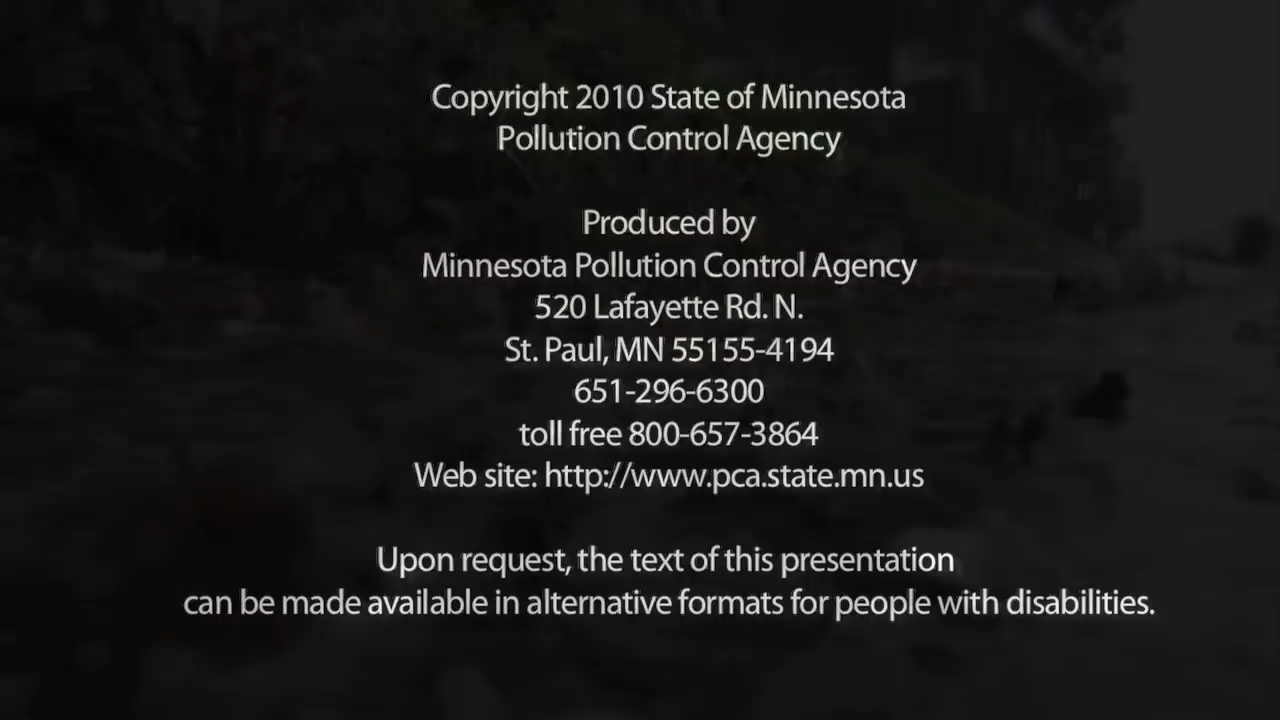 Copyright 2010 State of Minnesota
Pollution Control Agency
Produced by
Minnesota Pollution Control Agency
520 Lafayette Rd. N.
St. Paul, MN 55155-4194
651-296-6300
toll free 800-657-3864
Web site: http://www.pca.state.mn.us
Upon request, the text of this presentation
can be made available in alternative formats for people with disabilities.